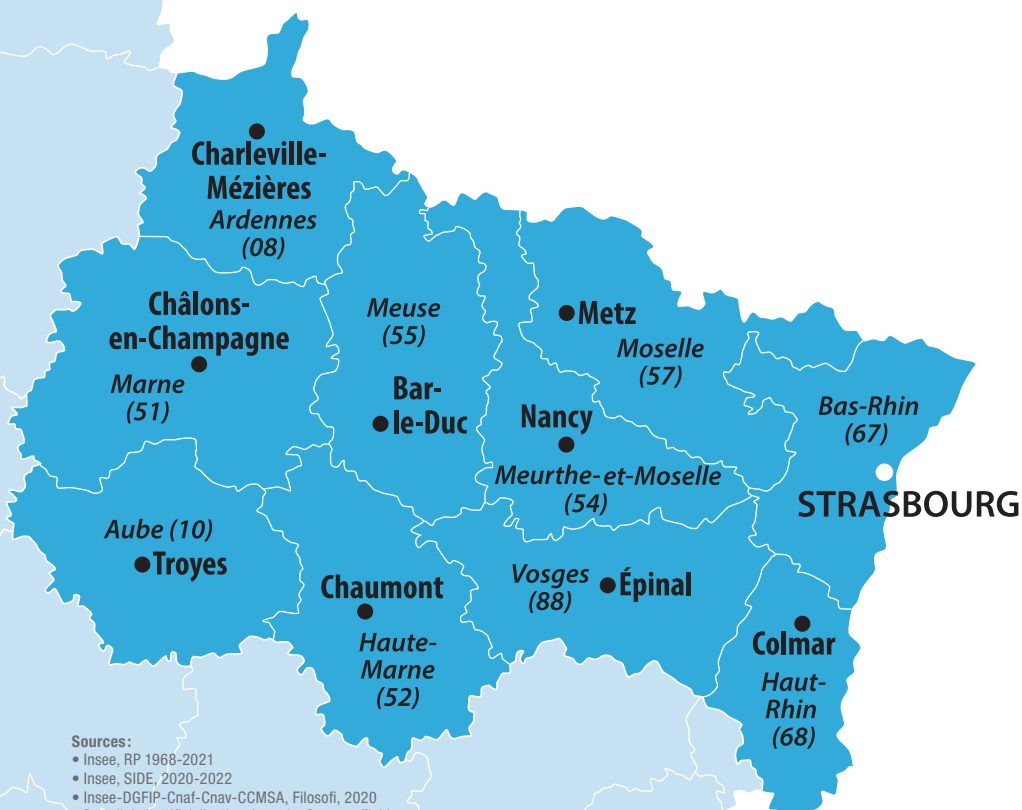 Charleville-
Mézières
Ardennes
(08)
Châlons-
en-Champagne
Marne
(51)
Meuse
(55)
Bar-
le-Duc
Metz
Moselle
(57)
Nancy
Meurthe-et-Moselle
(54)
Bas-Rhin
(67)
STRASBOURG
Aube (10)
Troyes
Chaumont
Haute-
Marne
(52)
Vosges
(88)
Épinal
Colmar
Haut-
Rhin
(68)
Sources:
• Insee, RP 1968-2021
• Insee, SIDE, 2020-2022
• Insee-DGFIP-Cnaf-Cnav-CCMSA, Filosofi, 2020